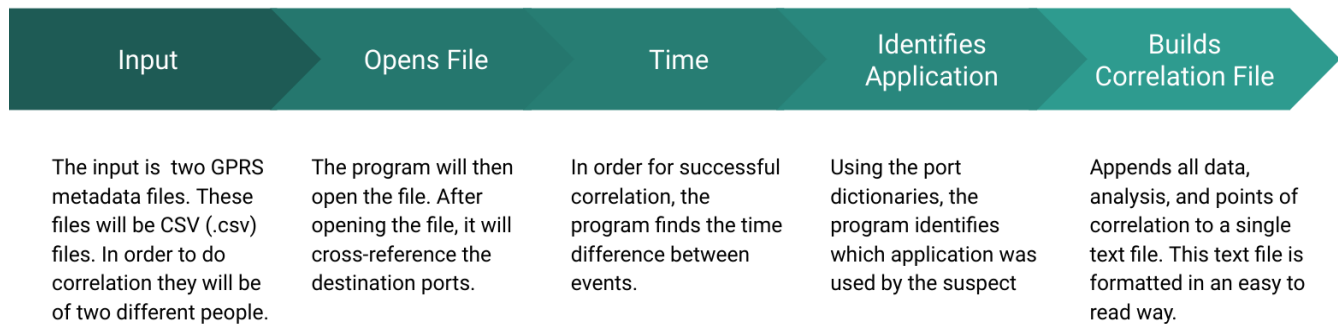 Input
Opens File
Time
Identifies
Application
Builds
Correlation File
The input is  two GPRS
metadata files. These
files will be CSV (.csv)
files. In order to do
correlation they will be
of two different people.
The program will then
open the file. After
opening the file, it will
cross-reference the
destination ports.
In order for successful
correlation, the
program finds the time
difference between
events.
Using the port
dictionaries, the
program identifies
which application was
used by the suspect
Appends all data,
analysis, and points of
correlation to a single
text file. This text file is
formatted in an easy to
read way.